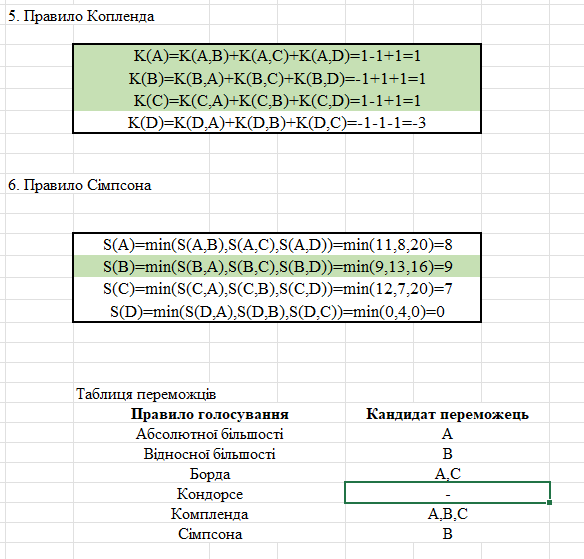 5. Правило Копленда
K(A)=K(A,B)+K(A,C)+K(A,D)=1-1+1=1
K(B)=K(B,A)+K(B,C)+K(B,D)=-1+1+1=1
K(C)=K(C,A)+K(C,B)+K(C,D)=1-1+1=1
K(D)=K(D,A)+K(D,B)+K(D,C)=-1-1-1=-3
6. Правило Сімпсона
S(A)=min(S(A,B),S(A,C),S(A,D))=min(11,8,20)=8
S(B)=min(S(B,A),S(B,C),S(B,D))=min(9,13,16)=9
S(C)=min(S(C,A),S(C,B),S(C,D))=min(12,7,20)=7
S(D)=min(S(D,A),S(D,B),S(D,C))=min(0,4,0)=0
Таблиця переможців
Правило голосування Кандидат переможець
Абсолютної більшості A
Відносної більшості B
Борда A,C
Кондорсе -
Компленда A,B,C
Сімпсона B